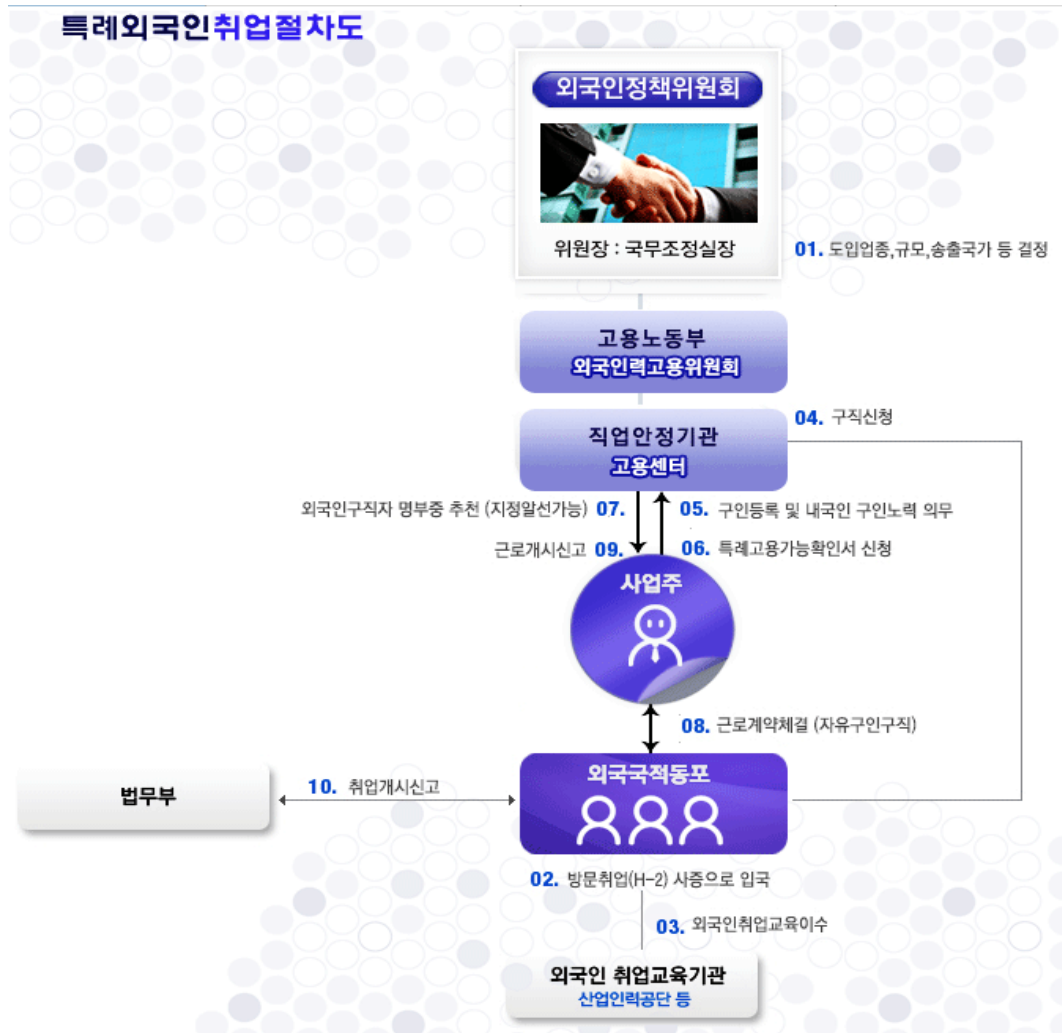 특례외국인취업절차도
외국인정책위원회
위원장 : 국무조정실장
01. 도입업종,규모,송출국가 등 결정
고용노동부
외국인력고용위원회
04. 구직신청
직업안정기관
고용센터
외국인구직자 명부중 추천 (지정알선가능) 07.
05. 구인등록 및 내국인 구인노력 의무
근로개시신고 09.
06. 특례고용가능확인서 신청
사업주
08. 근로계약체결 (자유구인구직)
외국국적동포
법무부
10. 취업개시신고
02. 방문취업(H-2) 사증으로 입국
03. 외국인취업교육이수
외국인 취업교육기관
산업인력공단 등